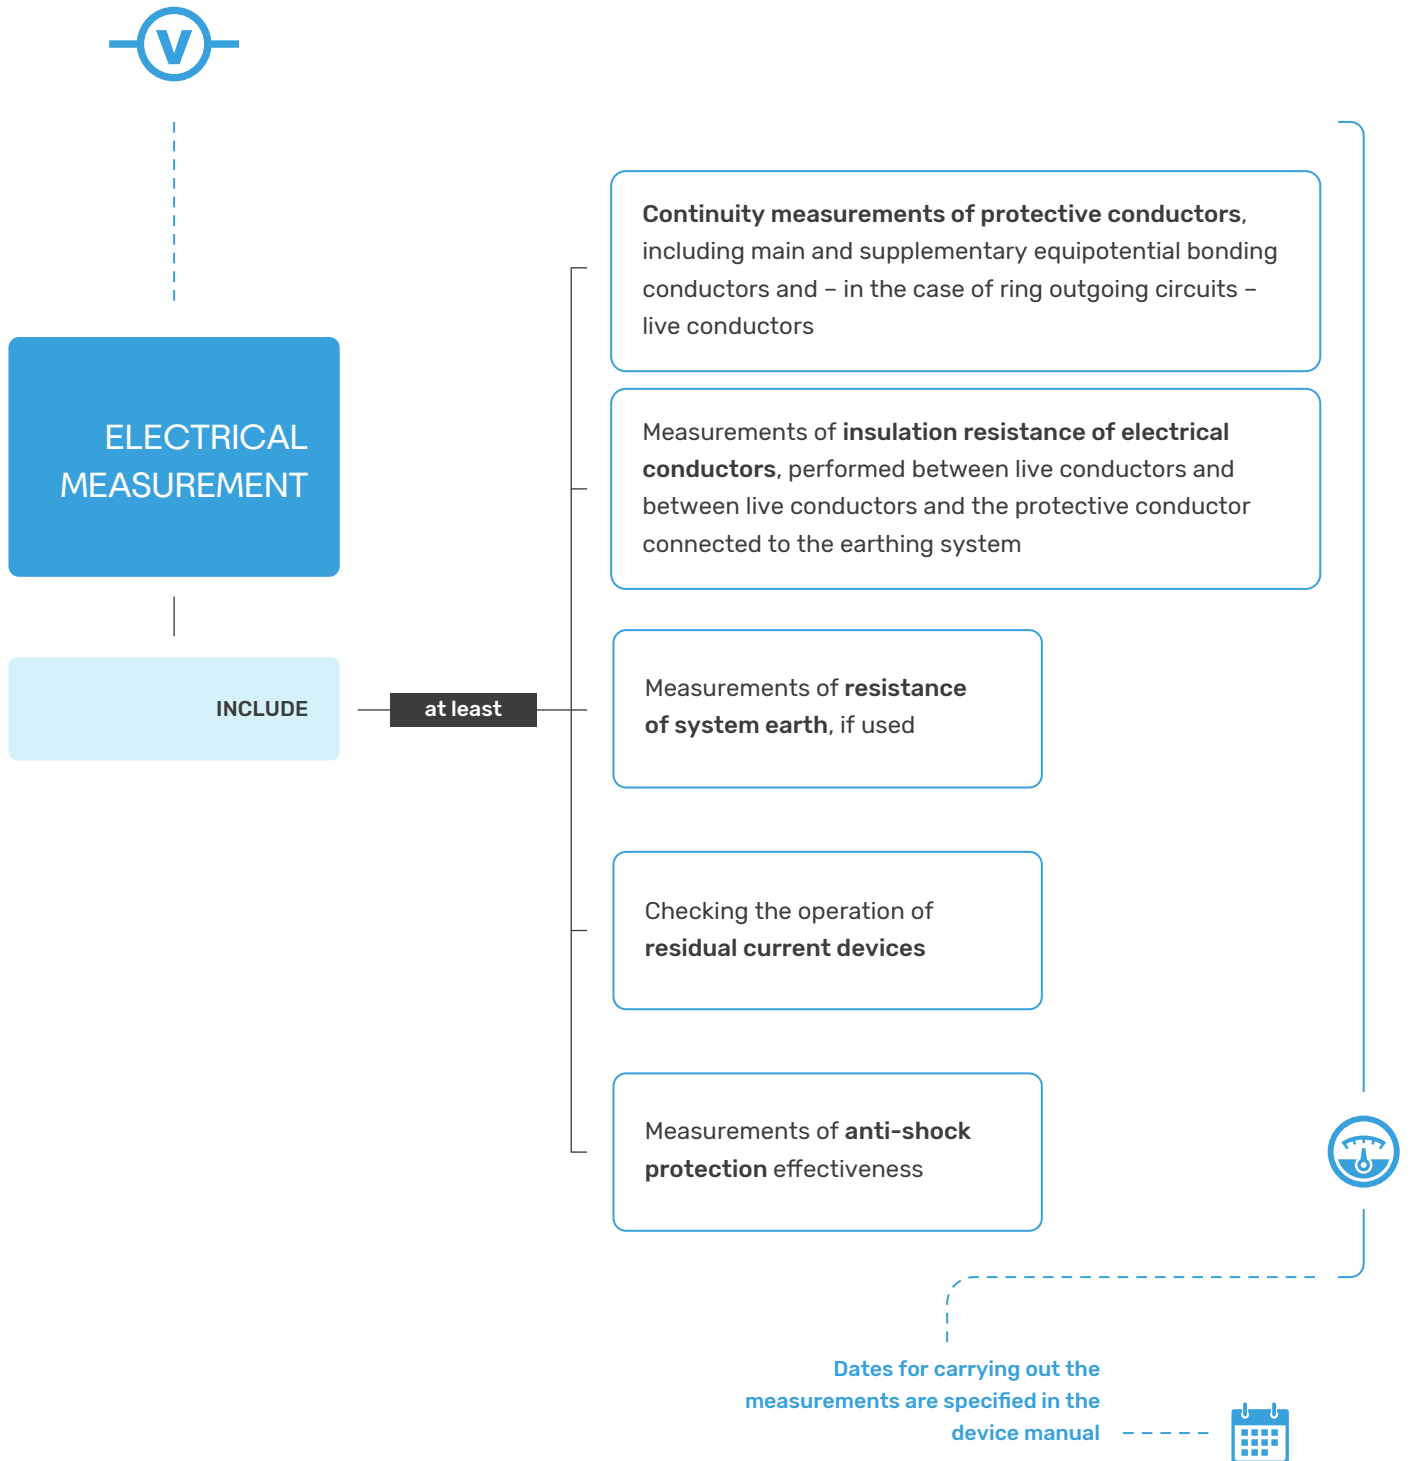 V
ELECTRICAL
MEASUREMENT
INCLUDE
at least
Continuity measurements of protective conductors,
including main and supplementary equipotential bonding
conductors and – in the case of ring outgoing circuits –
live conductors
Measurements of insulation resistance of electrical
conductors, performed between live conductors and
between live conductors and the protective conductor
connected to the earthing system
Measurements of resistance
of system earth, if used
Checking the operation of
residual current devices
Measurements of anti-shock
protection effectiveness
Dates for carrying out the
measurements are specified in the
device manual